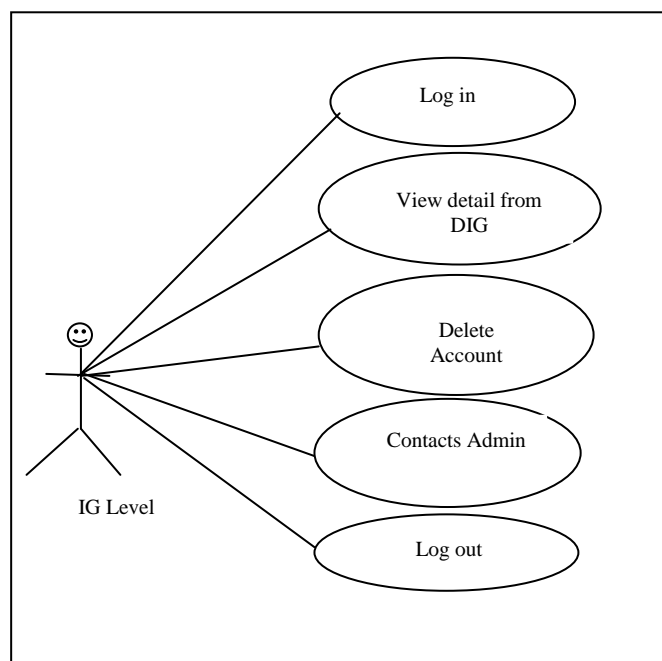 Log in
View detail from
DIG
Delete
Account
Contacts Admin
IG Level
Log out